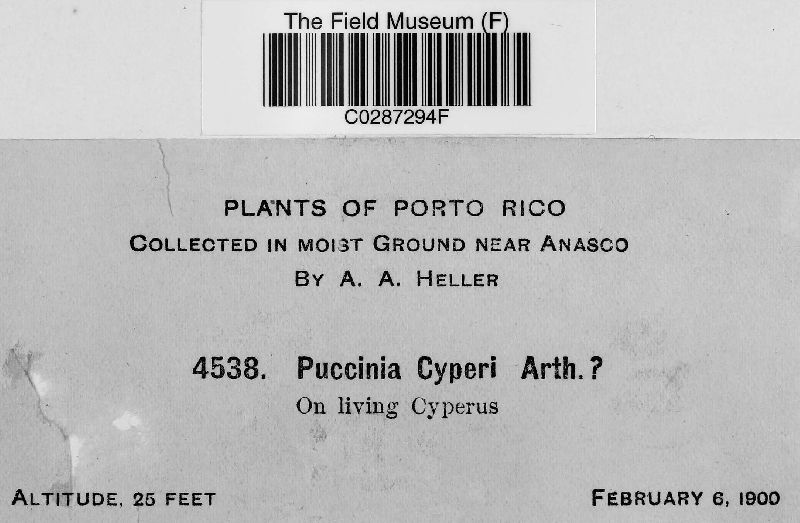 The Field Museum (F)
C0287294F
PLANTS OF PORTO RICO
COLLECTED IN MOIST GROUND NEAR ANASCO
BY A. A. HELLER
4538. Puccinia Cyperi Arth.?
On living Cyperus
ALTITUDE, 25 FEET FEBRUARY 6, 1900